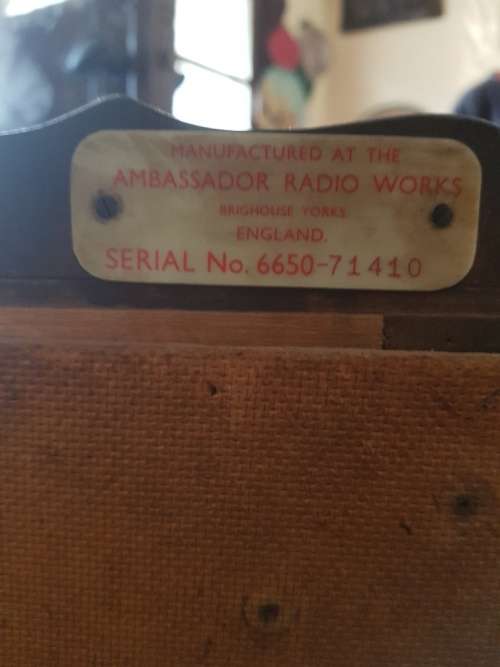 MANUFACTURED AT THE
AMBASSADOR RADIO WORKS
BRIGHOUSE YORKS
ENGLAND.
SERIAL No. 6650-71410